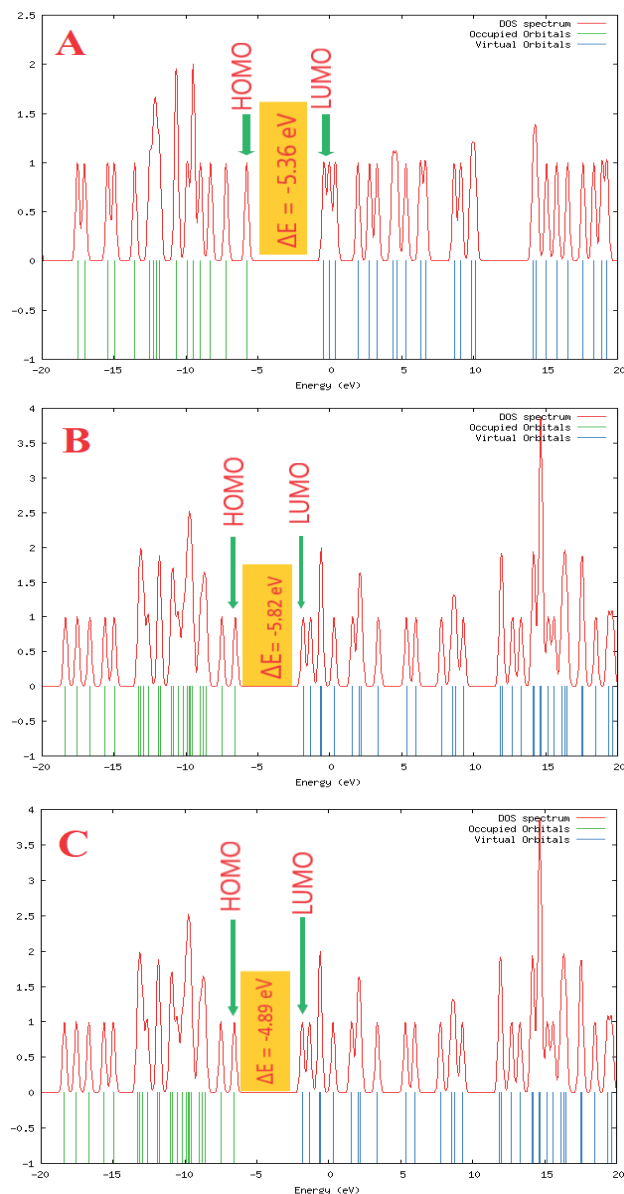 A
DOS spectrum
Occupied Orbitals
Virtual Orbitals
HOMO
LUMO
ΔE = -5.36 eV
2.5
2
1.5
1
0.5
0
-0.5
-1
-20 -15 -10 -5 0 5 10 15 20
Energy (eV)
B
DOS spectrum
Occupied Orbitals
Virtual Orbitals
HOMO
LUMO
ΔE= -5.82 eV
4
3.5
3
2.5
2
1.5
1
0.5
0
-0.5
-1
-20 -15 -10 -5 0 5 10 15 20
Energy (eV)
C
DOS spectrum
Occupied Orbitals
Virtual Orbitals
HOMO
LUMO
ΔE = -4.89 eV
4
3.5
3
2.5
2
1.5
1
0.5
0
-0.5
-1
-20 -15 -10 -5 0 5 10 15 20
Energy (eV)